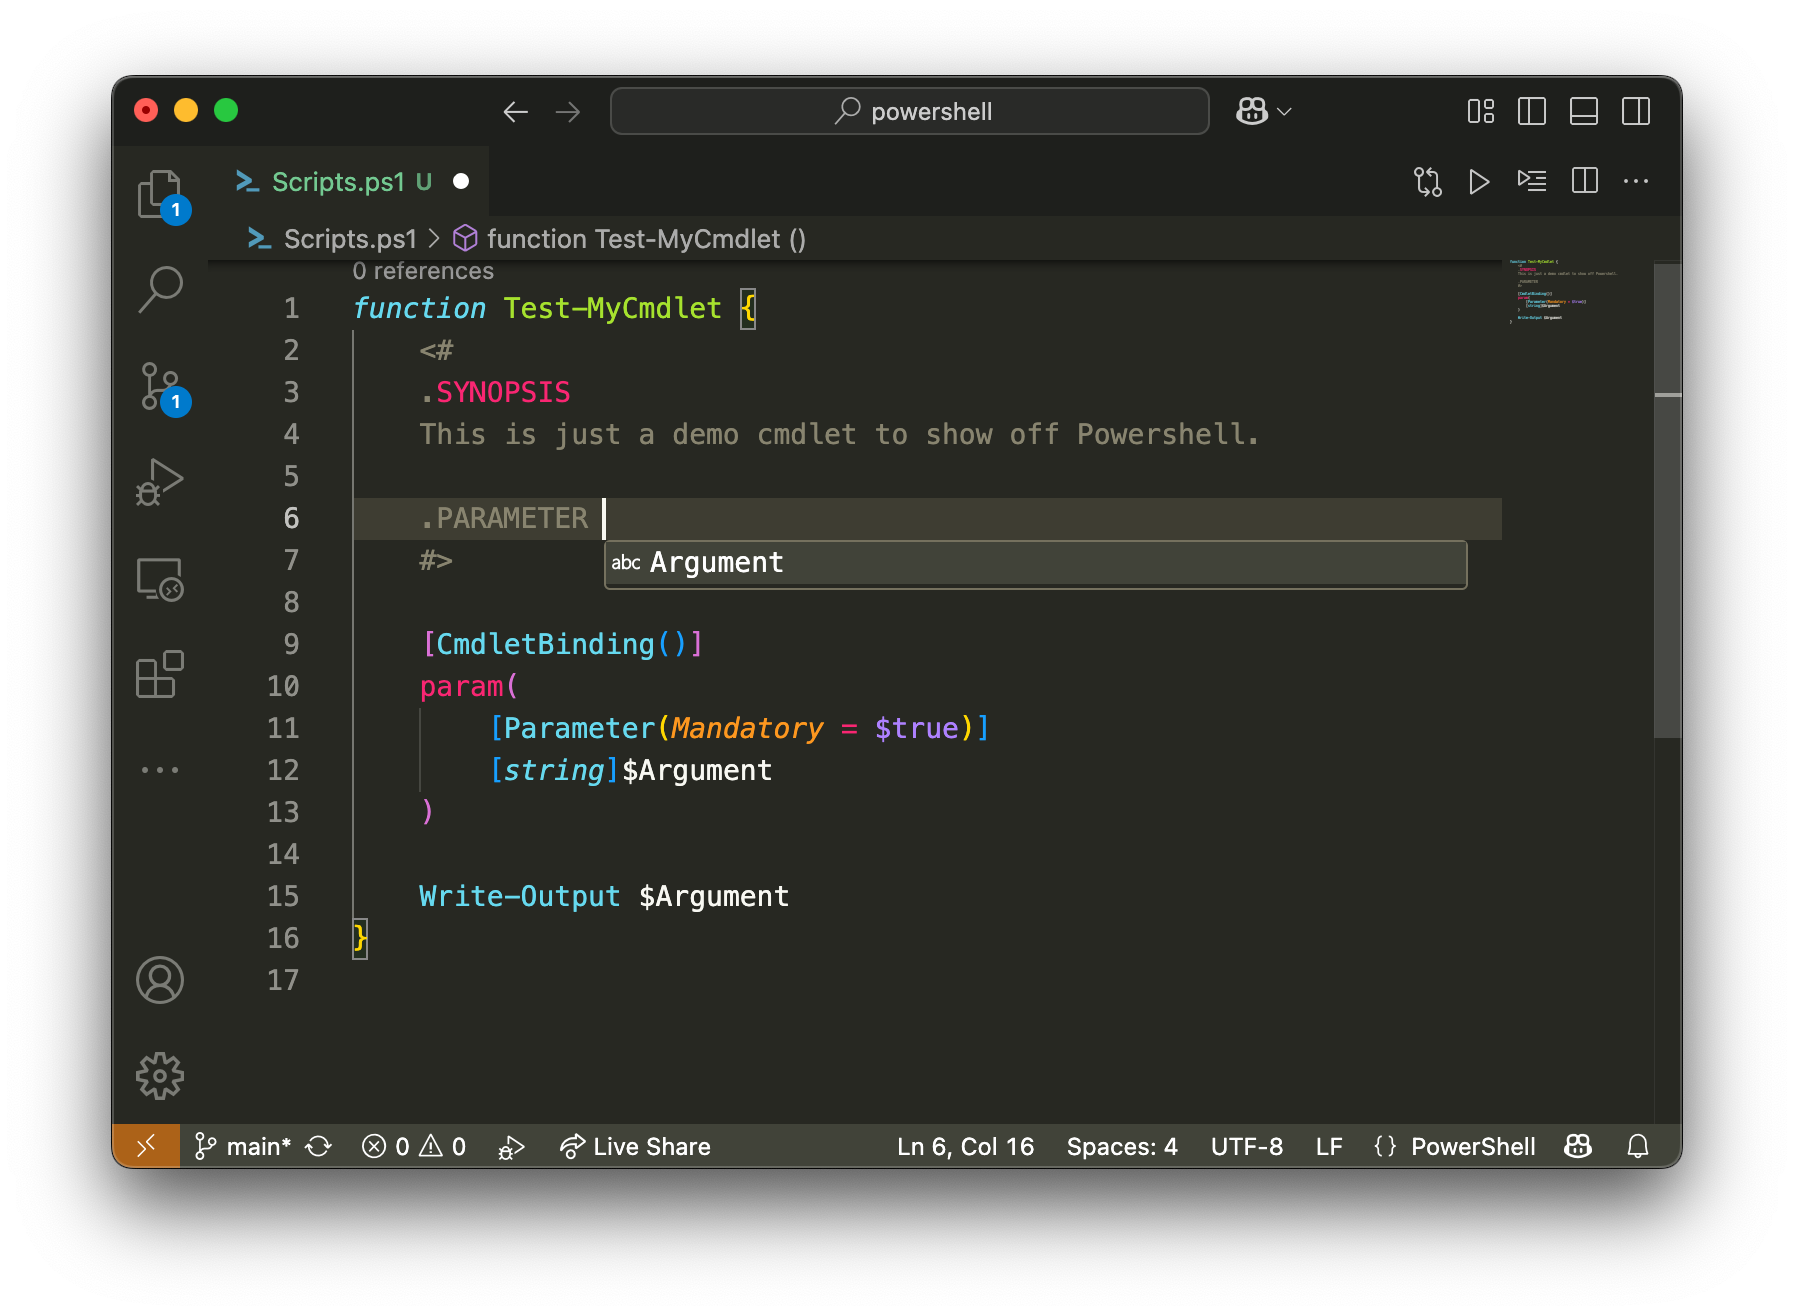 powershell
Scripts.ps1 U
1
Scripts.ps1 > function Test-MyCmdlet ()
0 references
1 function Test-MyCmdlet {
2 <#
3 .SYNOPSIS
4 This is just a demo cmdlet to show off Powershell.
5
6 .PARAMETER
7 #>
abc Argument
8
9 [CmdletBinding()]
10 param(
11 [Parameter(Mandatory = $true)]
12 [string]$Argument
13 )
14
15 Write-Output $Argument
16 }
17
1
main* 0 0 Live Share Ln 6, Col 16 Spaces: 4 UTF-8 LF {} PowerShell